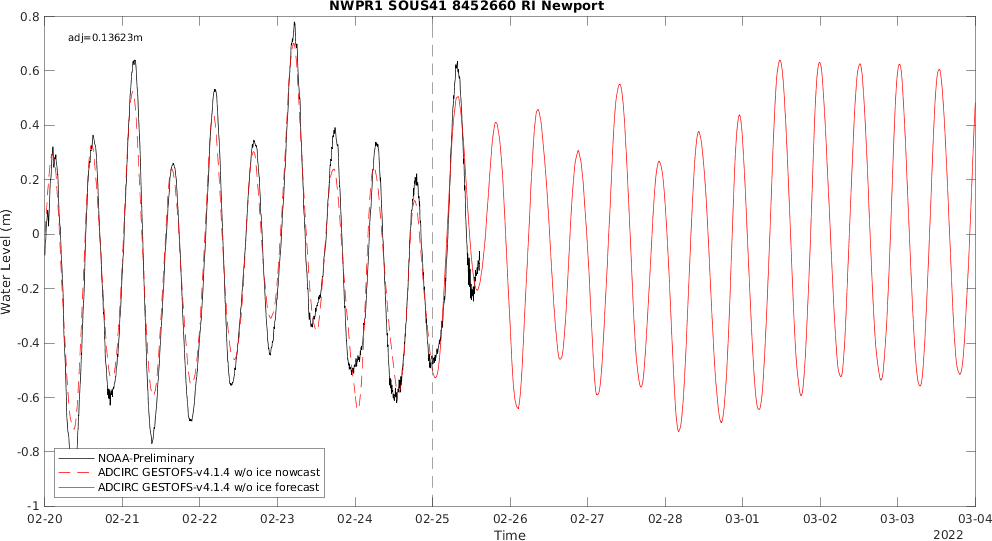 NWPR1 SOUS41 8452660 RI Newport
adj=0.13623m
0.8
0.6
0.4
0.2
0
-0.2
-0.4
-0.6
-0.8
-1
Water Level (m)
NOAA-Preliminary
ADCIRC GESTOFS-v4.1.4 w/o ice nowcast
ADCIRC GESTOFS-v4.1.4 w/o ice forecast
02-20 02-21 02-22 02-23 02-24 02-25 02-26 02-27 02-28 03-01 03-02 03-03 03-04
Time
2022